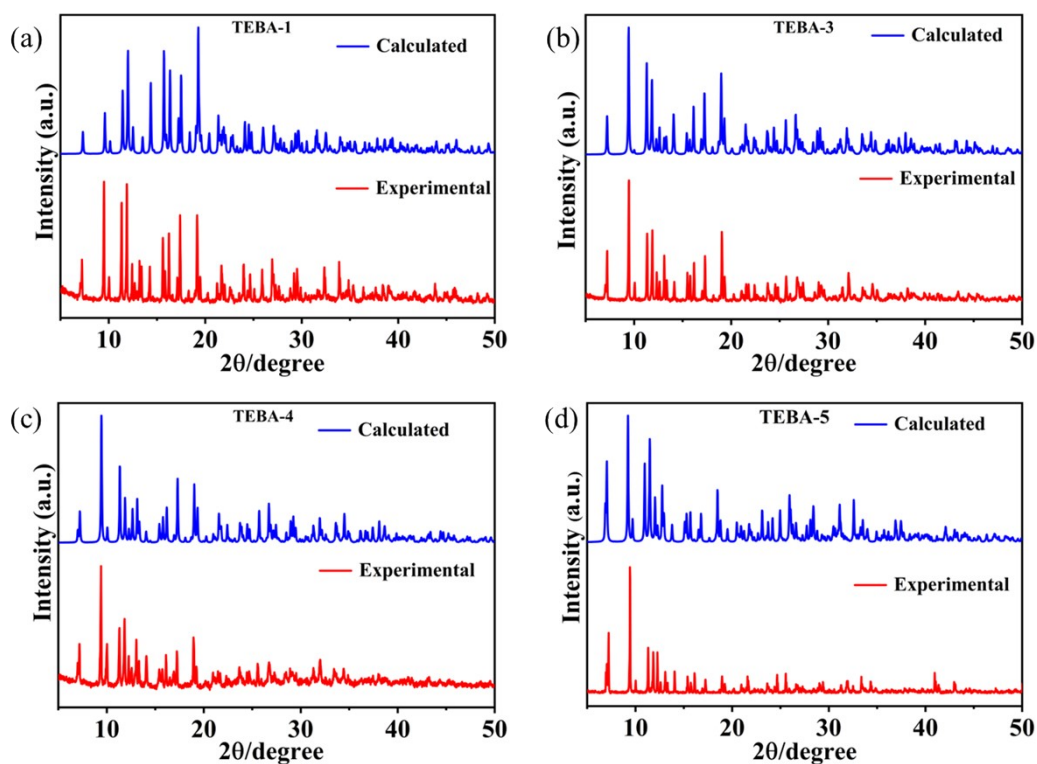 (a)
TEBA-1
Calculated
Experimental
Intensity (a.u.)
10 20 30 40 50
2θ/degree
(b)
TEBA-3
Calculated
Experimental
Intensity (a.u.)
10 20 30 40 50
2θ/degree
(c)
TEBA-4
Calculated
Experimental
Intensity (a.u.)
10 20 30 40 50
2θ/degree
(d)
TEBA-5
Calculated
Experimental
Intensity (a.u.)
10 20 30 40 50
2θ/degree